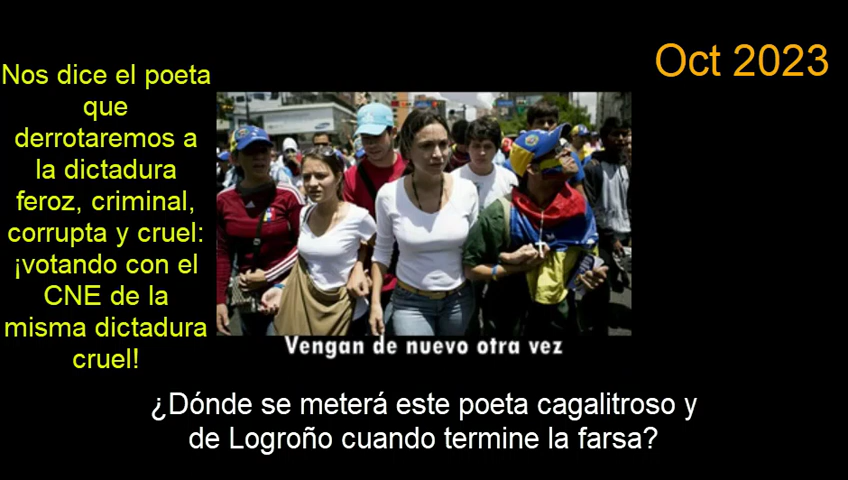 Oct 2023
Nos dice el poeta
que
derrotaremos a
la dictadura
feroz, criminal,
corrupta y cruel:
¡votando con el
CNE de la
misma dictadura
cruel!
Vengan de nuevo otra vez
¿Dónde se meterá este poeta cagalitroso y
de Logroño cuando termine la farsa?